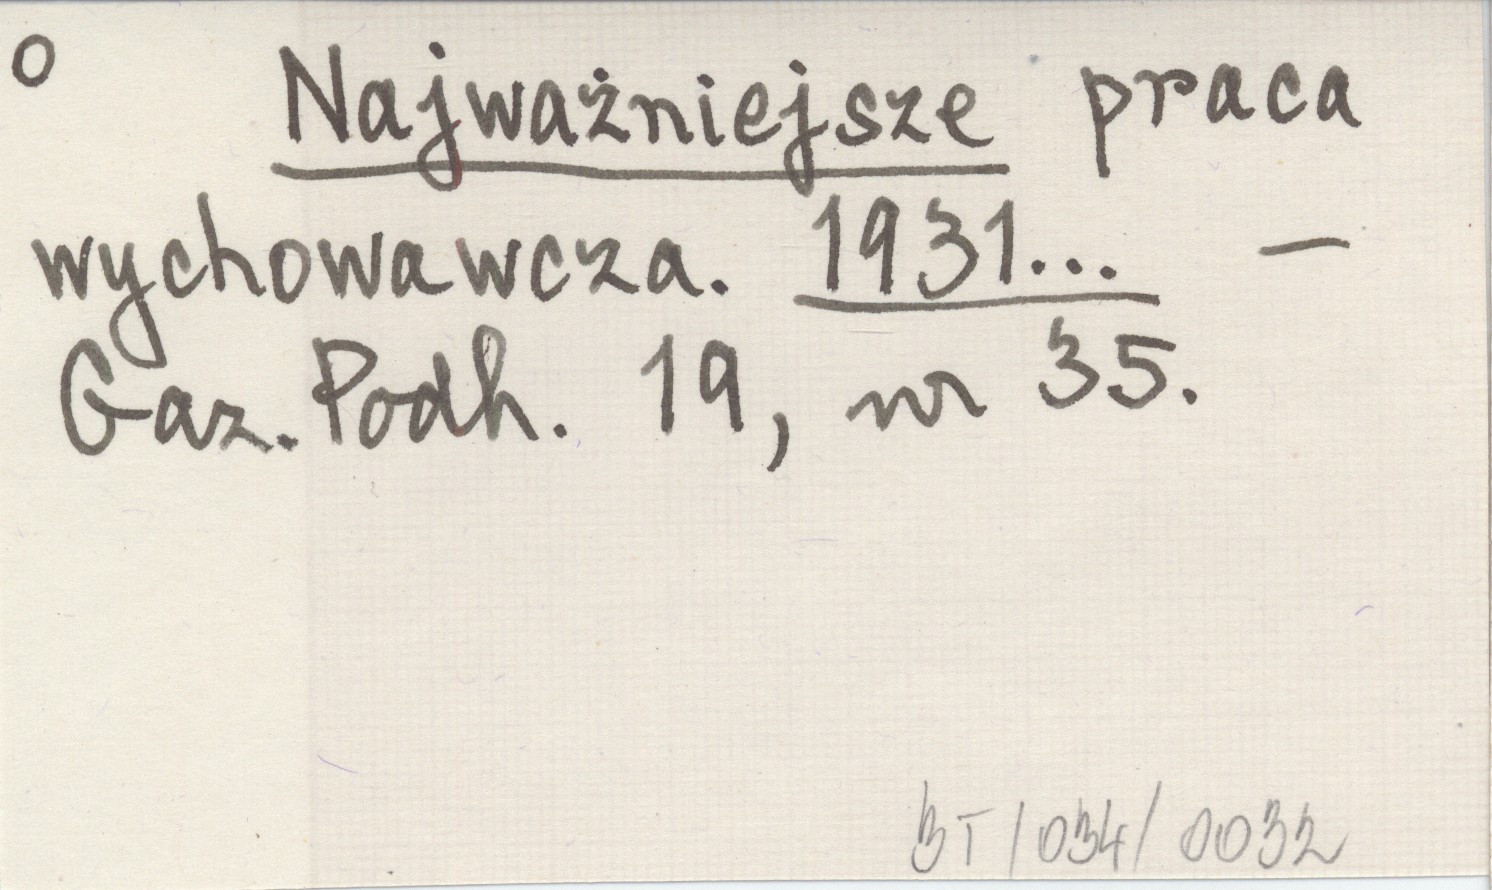 o Najważniejsze praca
wychowawcza. 1931... —
Gaz. Podh. 19, nr 35.
BT/034/0032